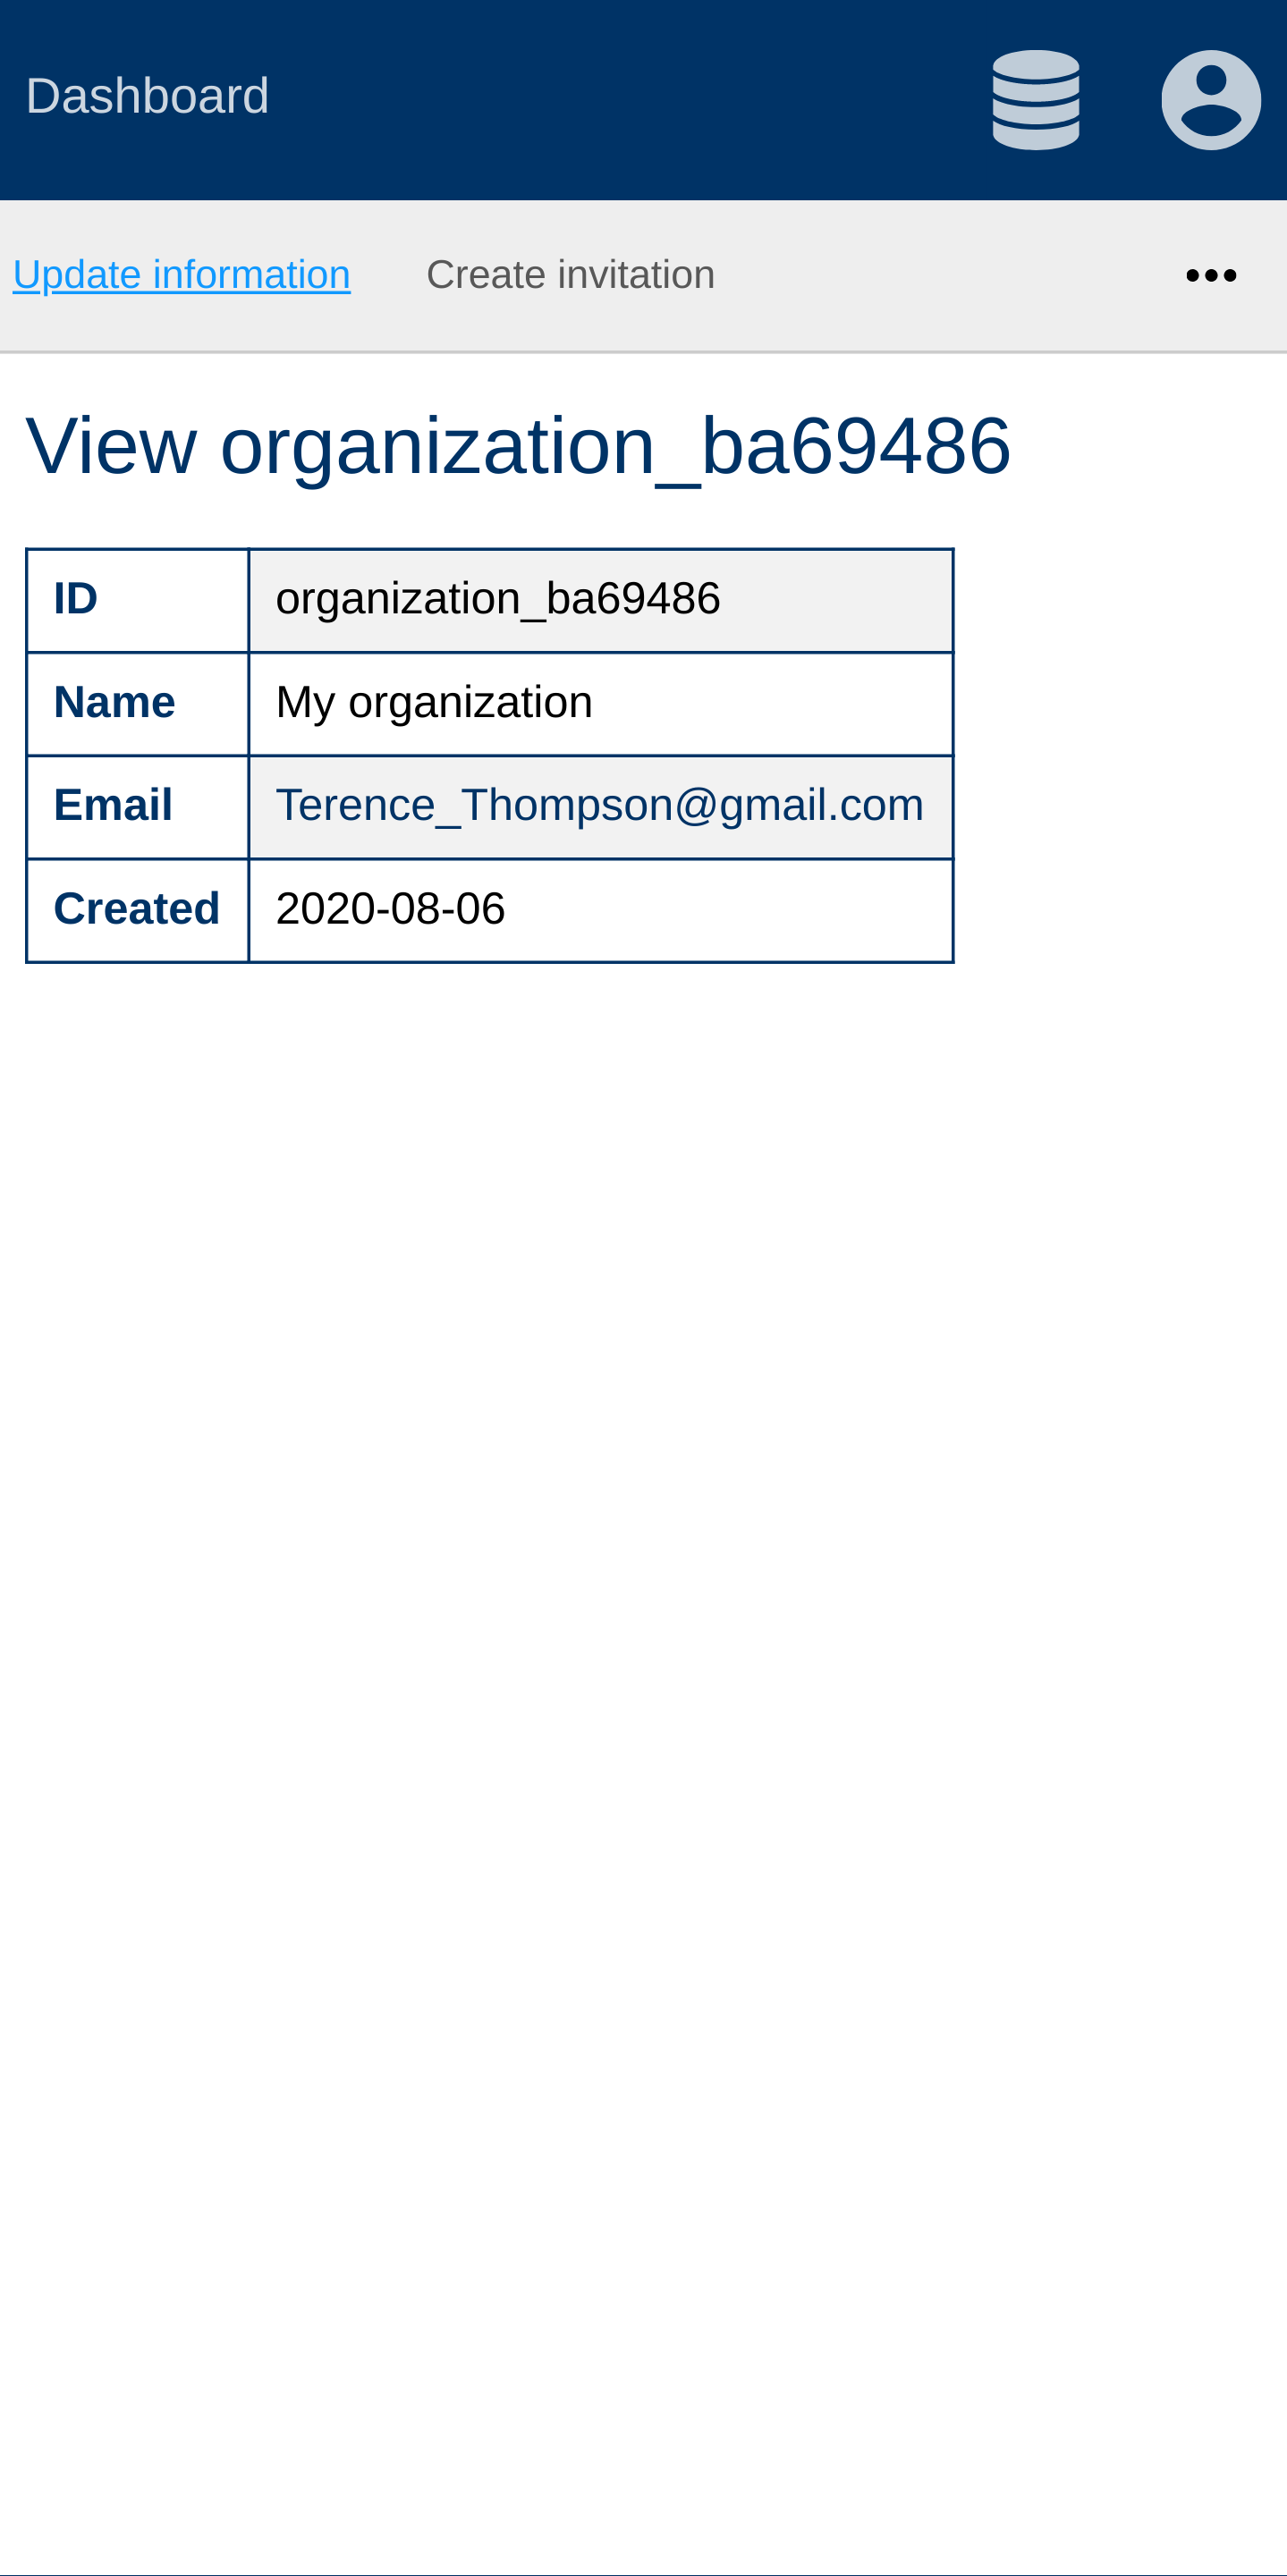 Dashboard
Update information Create invitation
View organization_ba69486
ID organization_ba69486
Name My organization
Email Terence_Thompson@gmail.com
Created 2020-08-06